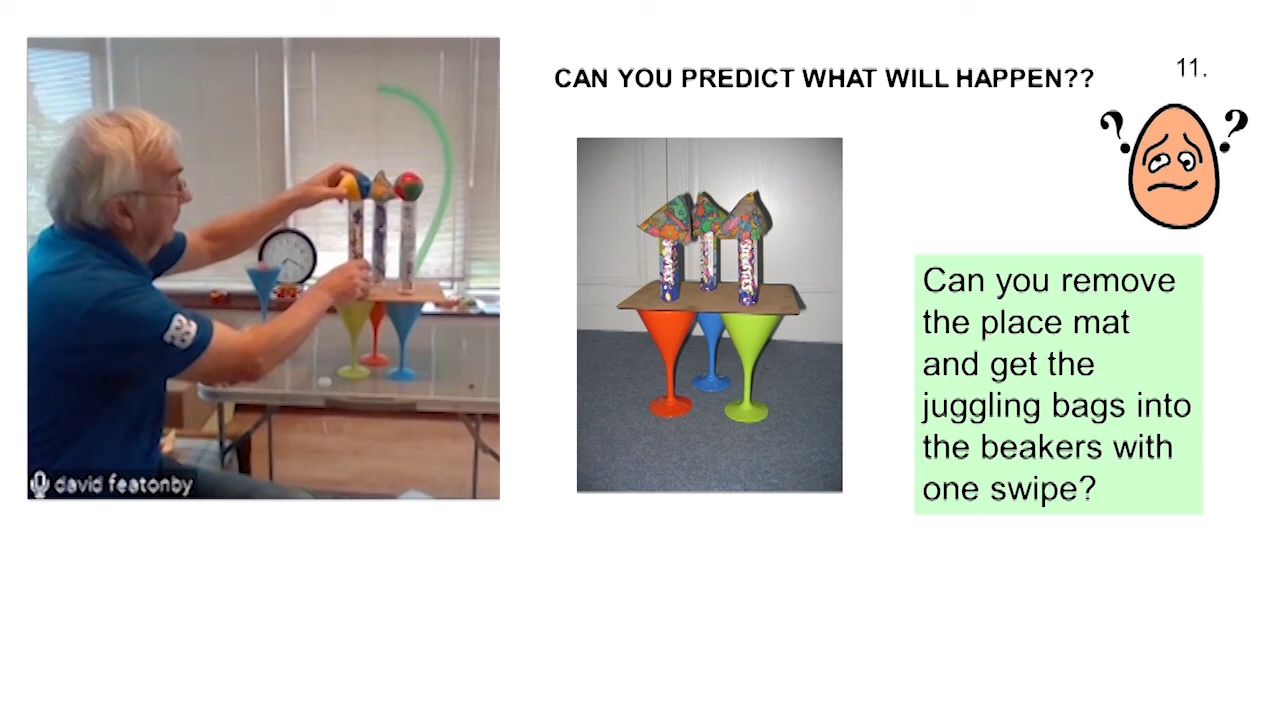 CAN YOU PREDICT WHAT WILL HAPPEN??
11.
Can you remove
the place mat
and get the
juggling bags into
the beakers with
one swipe?
david featonby